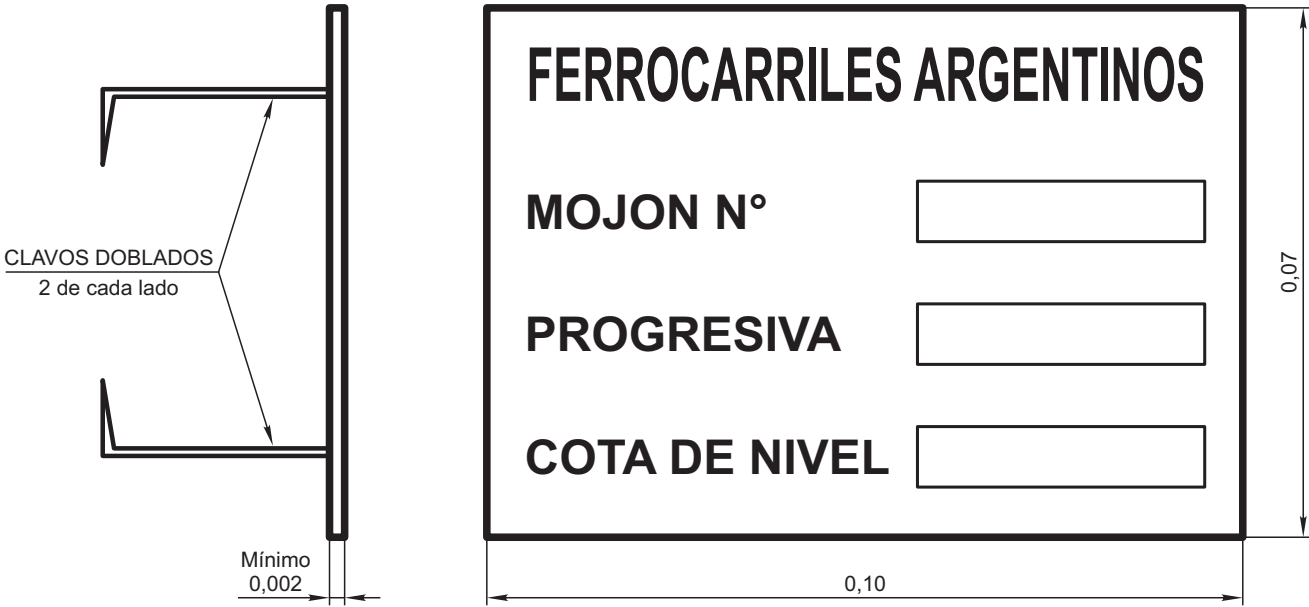 FERROCARRILES ARGENTINOS
MOJON N°
PROGRESIVA
COTA DE NIVEL
CLAVOS DOBLADOS
2 de cada lado
Mínimo
0,002
0,10
0,07